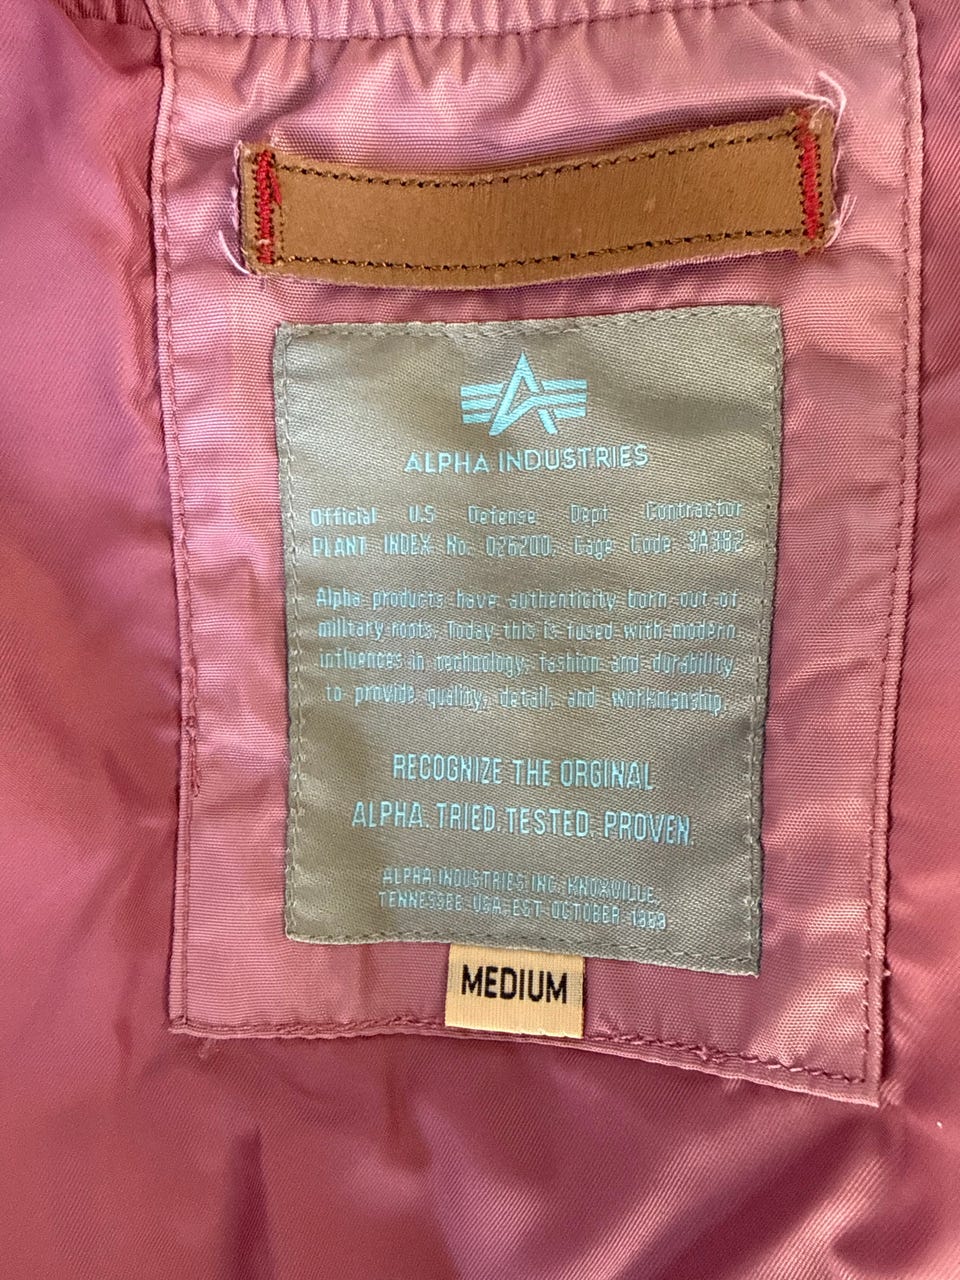 ALPHA INDUSTRIES
Official U.S Defense Dept Contractor
PLANT INDEX No. 026200, Cage Code 3A382
Alpha products have authenticity born out of
military roots. Today this is fused with modern
influences in technology, fashion and durability
to provide quality, detail, and workmanship.
RECOGNIZE THE ORGINAL
ALPHA. TRIED. TESTED. PROVEN.
ALPHA INDUSTRIES INC. KNOXVILLE,
TENNESSEE USA, EST OCTOBER
MEDIUM